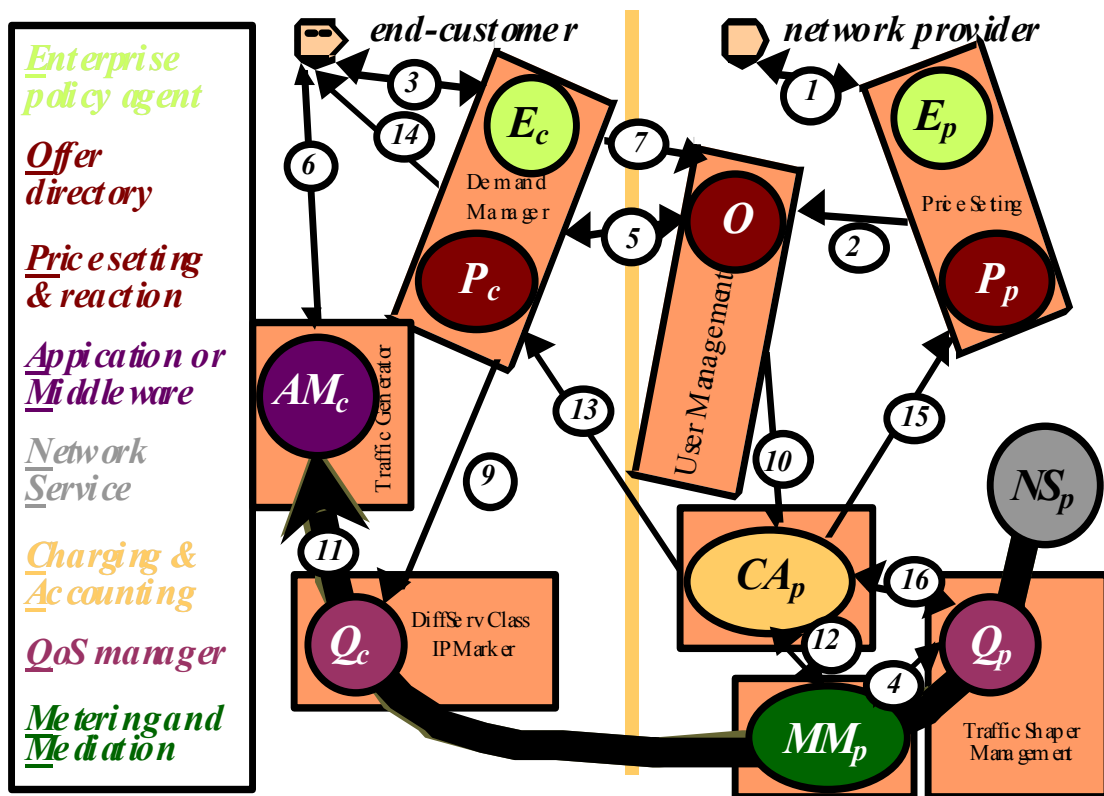 Enterprise
policy agent
Offer
directory
Price setting
& reaction
Appication or
Middleware
Network
Service
Charging &
Accounting
QoS manager
Metering and
Mediation
end-customer
network provider
3
1
14
6
7
5
2
Ec
Demand
Manager
Pc
O
User Management
Ep
Price Setting
Pp
AMc
Traffic Generator
13
15
9
10
NSp
11
Qc
DiffServ Class
IP Marker
CAp
16
12
4
Qp
MMp
Traffic Shaper
Management